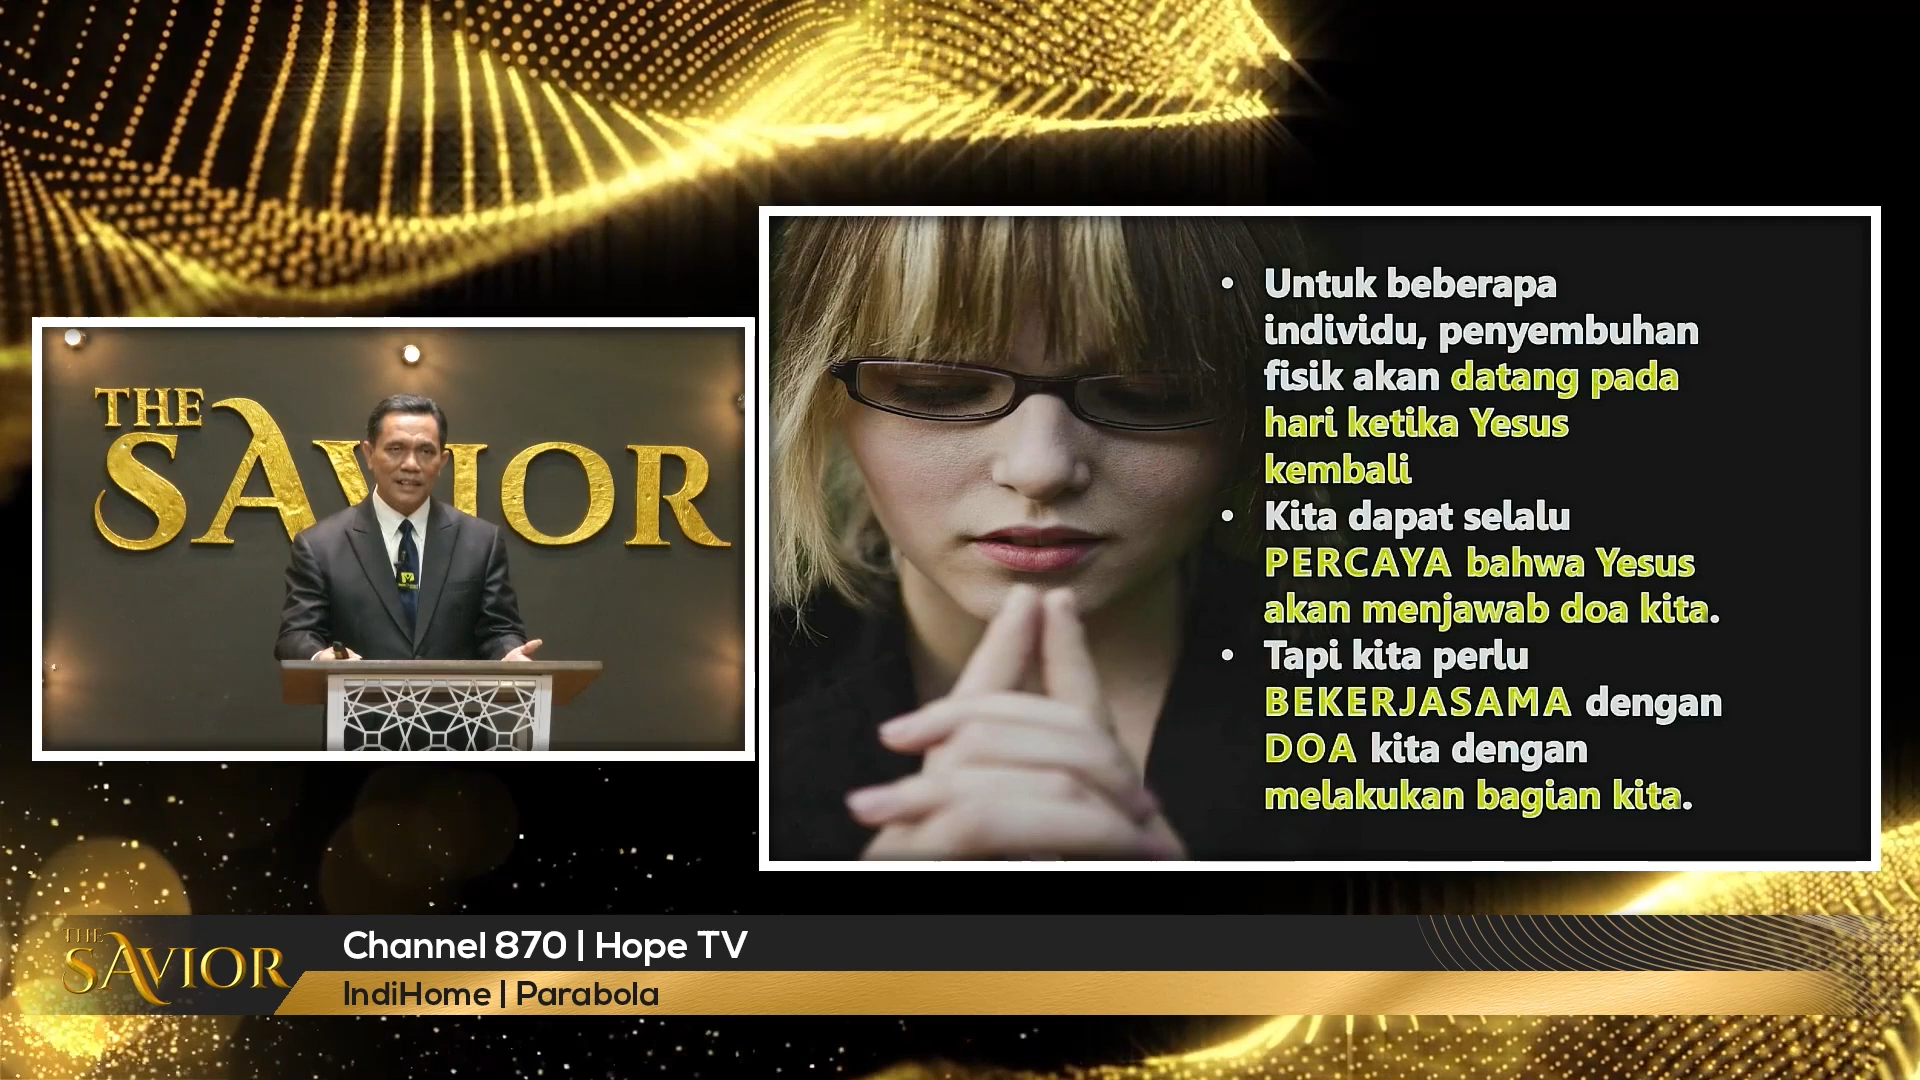 THE
SAVIOR
• Untuk beberapa
individu, penyembuhan
fisik akan datang pada
hari ketika Yesus
kembali
• Kita dapat selalu
PERCAYA bahwa Yesus
akan menjawab doa kita.
• Tapi kita perlu
BEKERJASAMA dengan
DOA kita dengan
melakukan bagian kita.
THE
SAVIOR
Channel 870 | Hope TV
IndiHome | Parabola